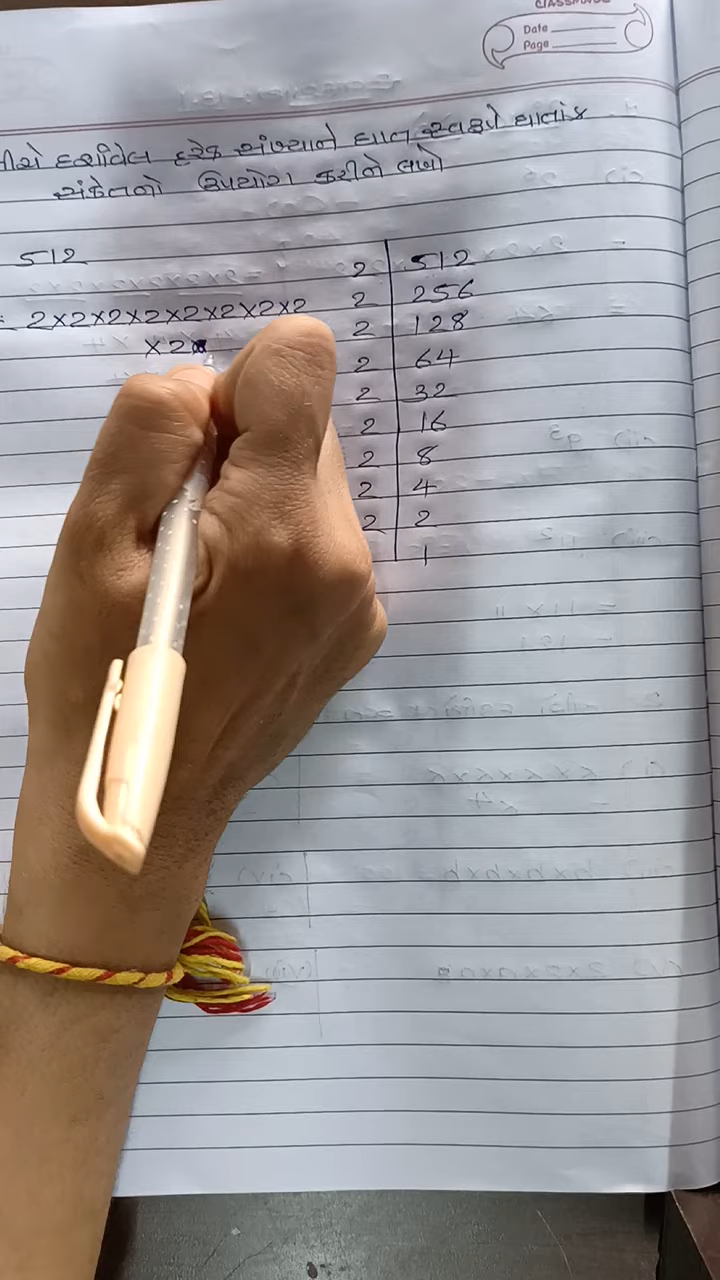 CLASSMATE
Date
Page
દર્શાવેલ દરેક સંખ્યાને ઘાત સ્વરૂપે ઘાતાંક
સંકેતનો ઉપયોગ કરીને લખો
512
= 2×2×2×2×2×2×2×2
×2
2 512
2 256
2 128
2 64
2 32
2 16
2 8
2 4
2 2
1